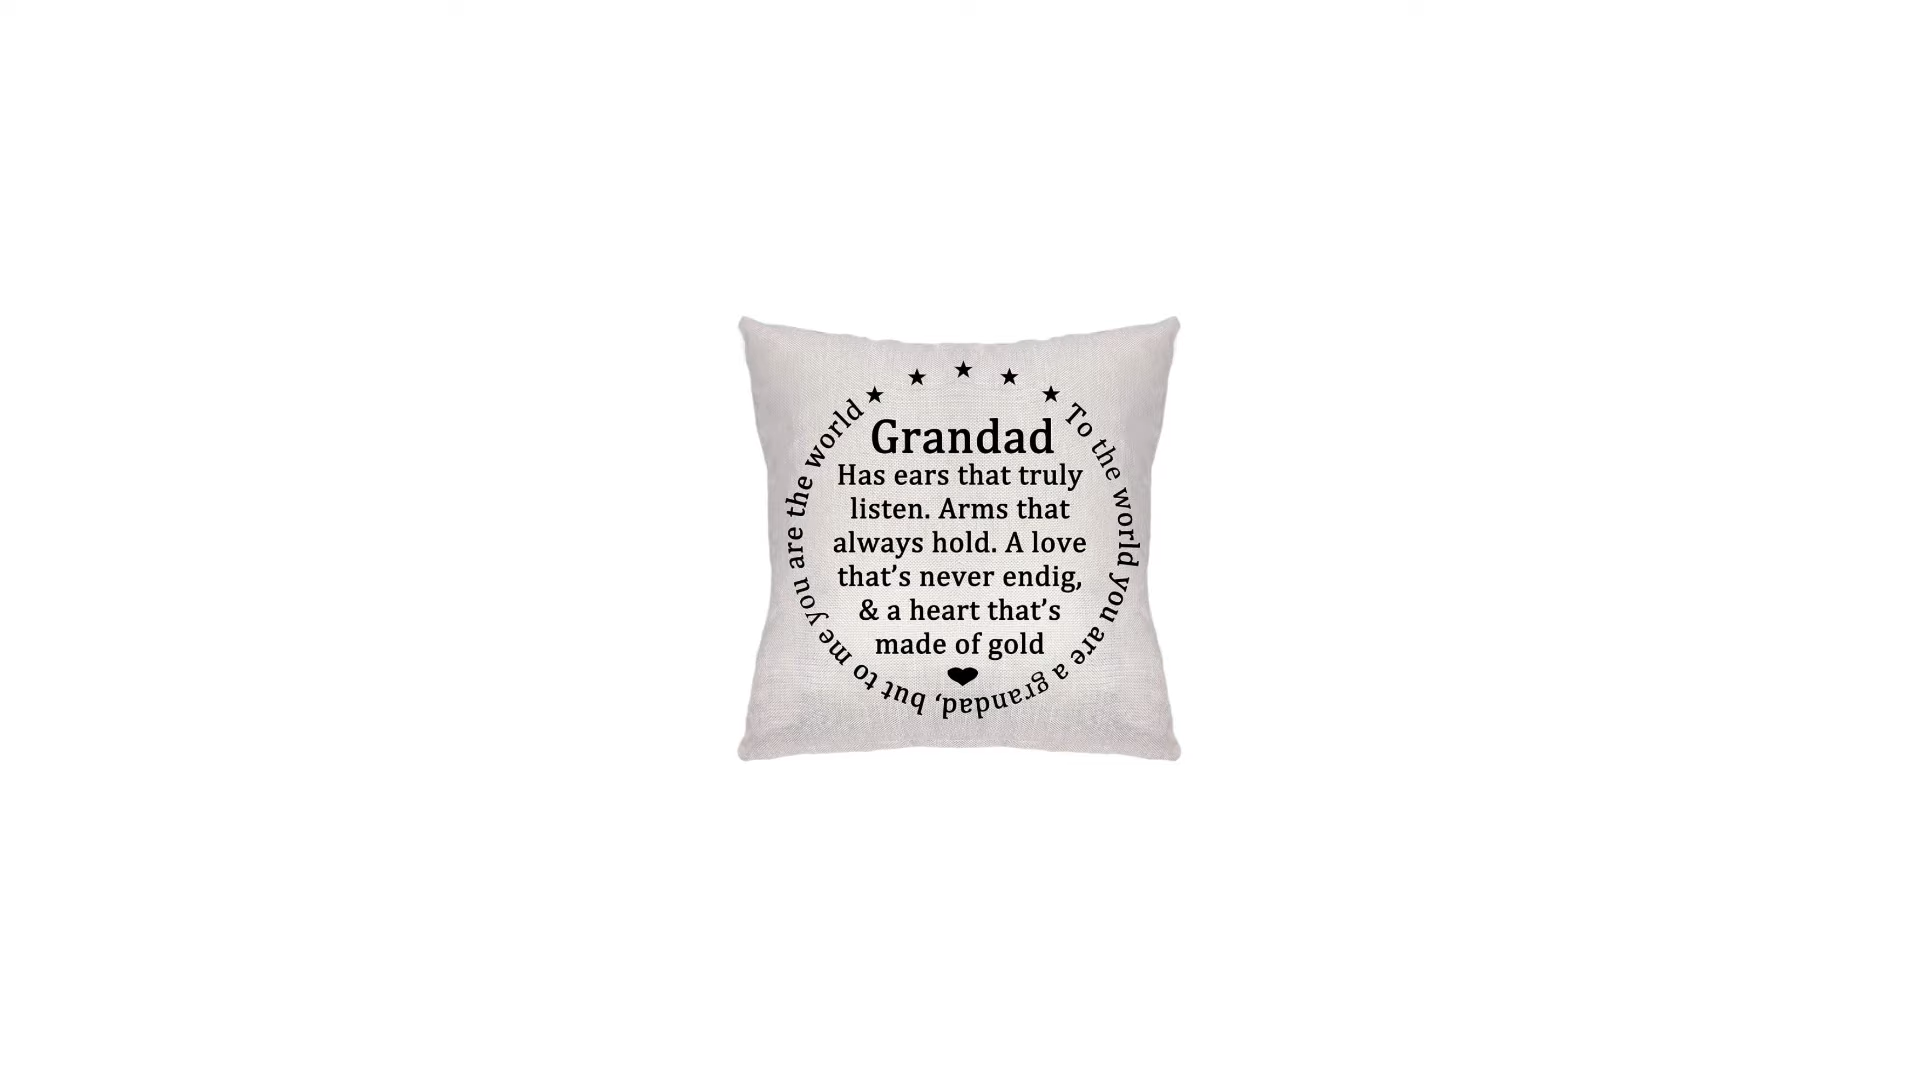 Grandad
Has ears that truly
listen. Arms that
always hold. A love
that's never endig,
& a heart that's
made of gold
To the world you are a grandad, but to me you are the world